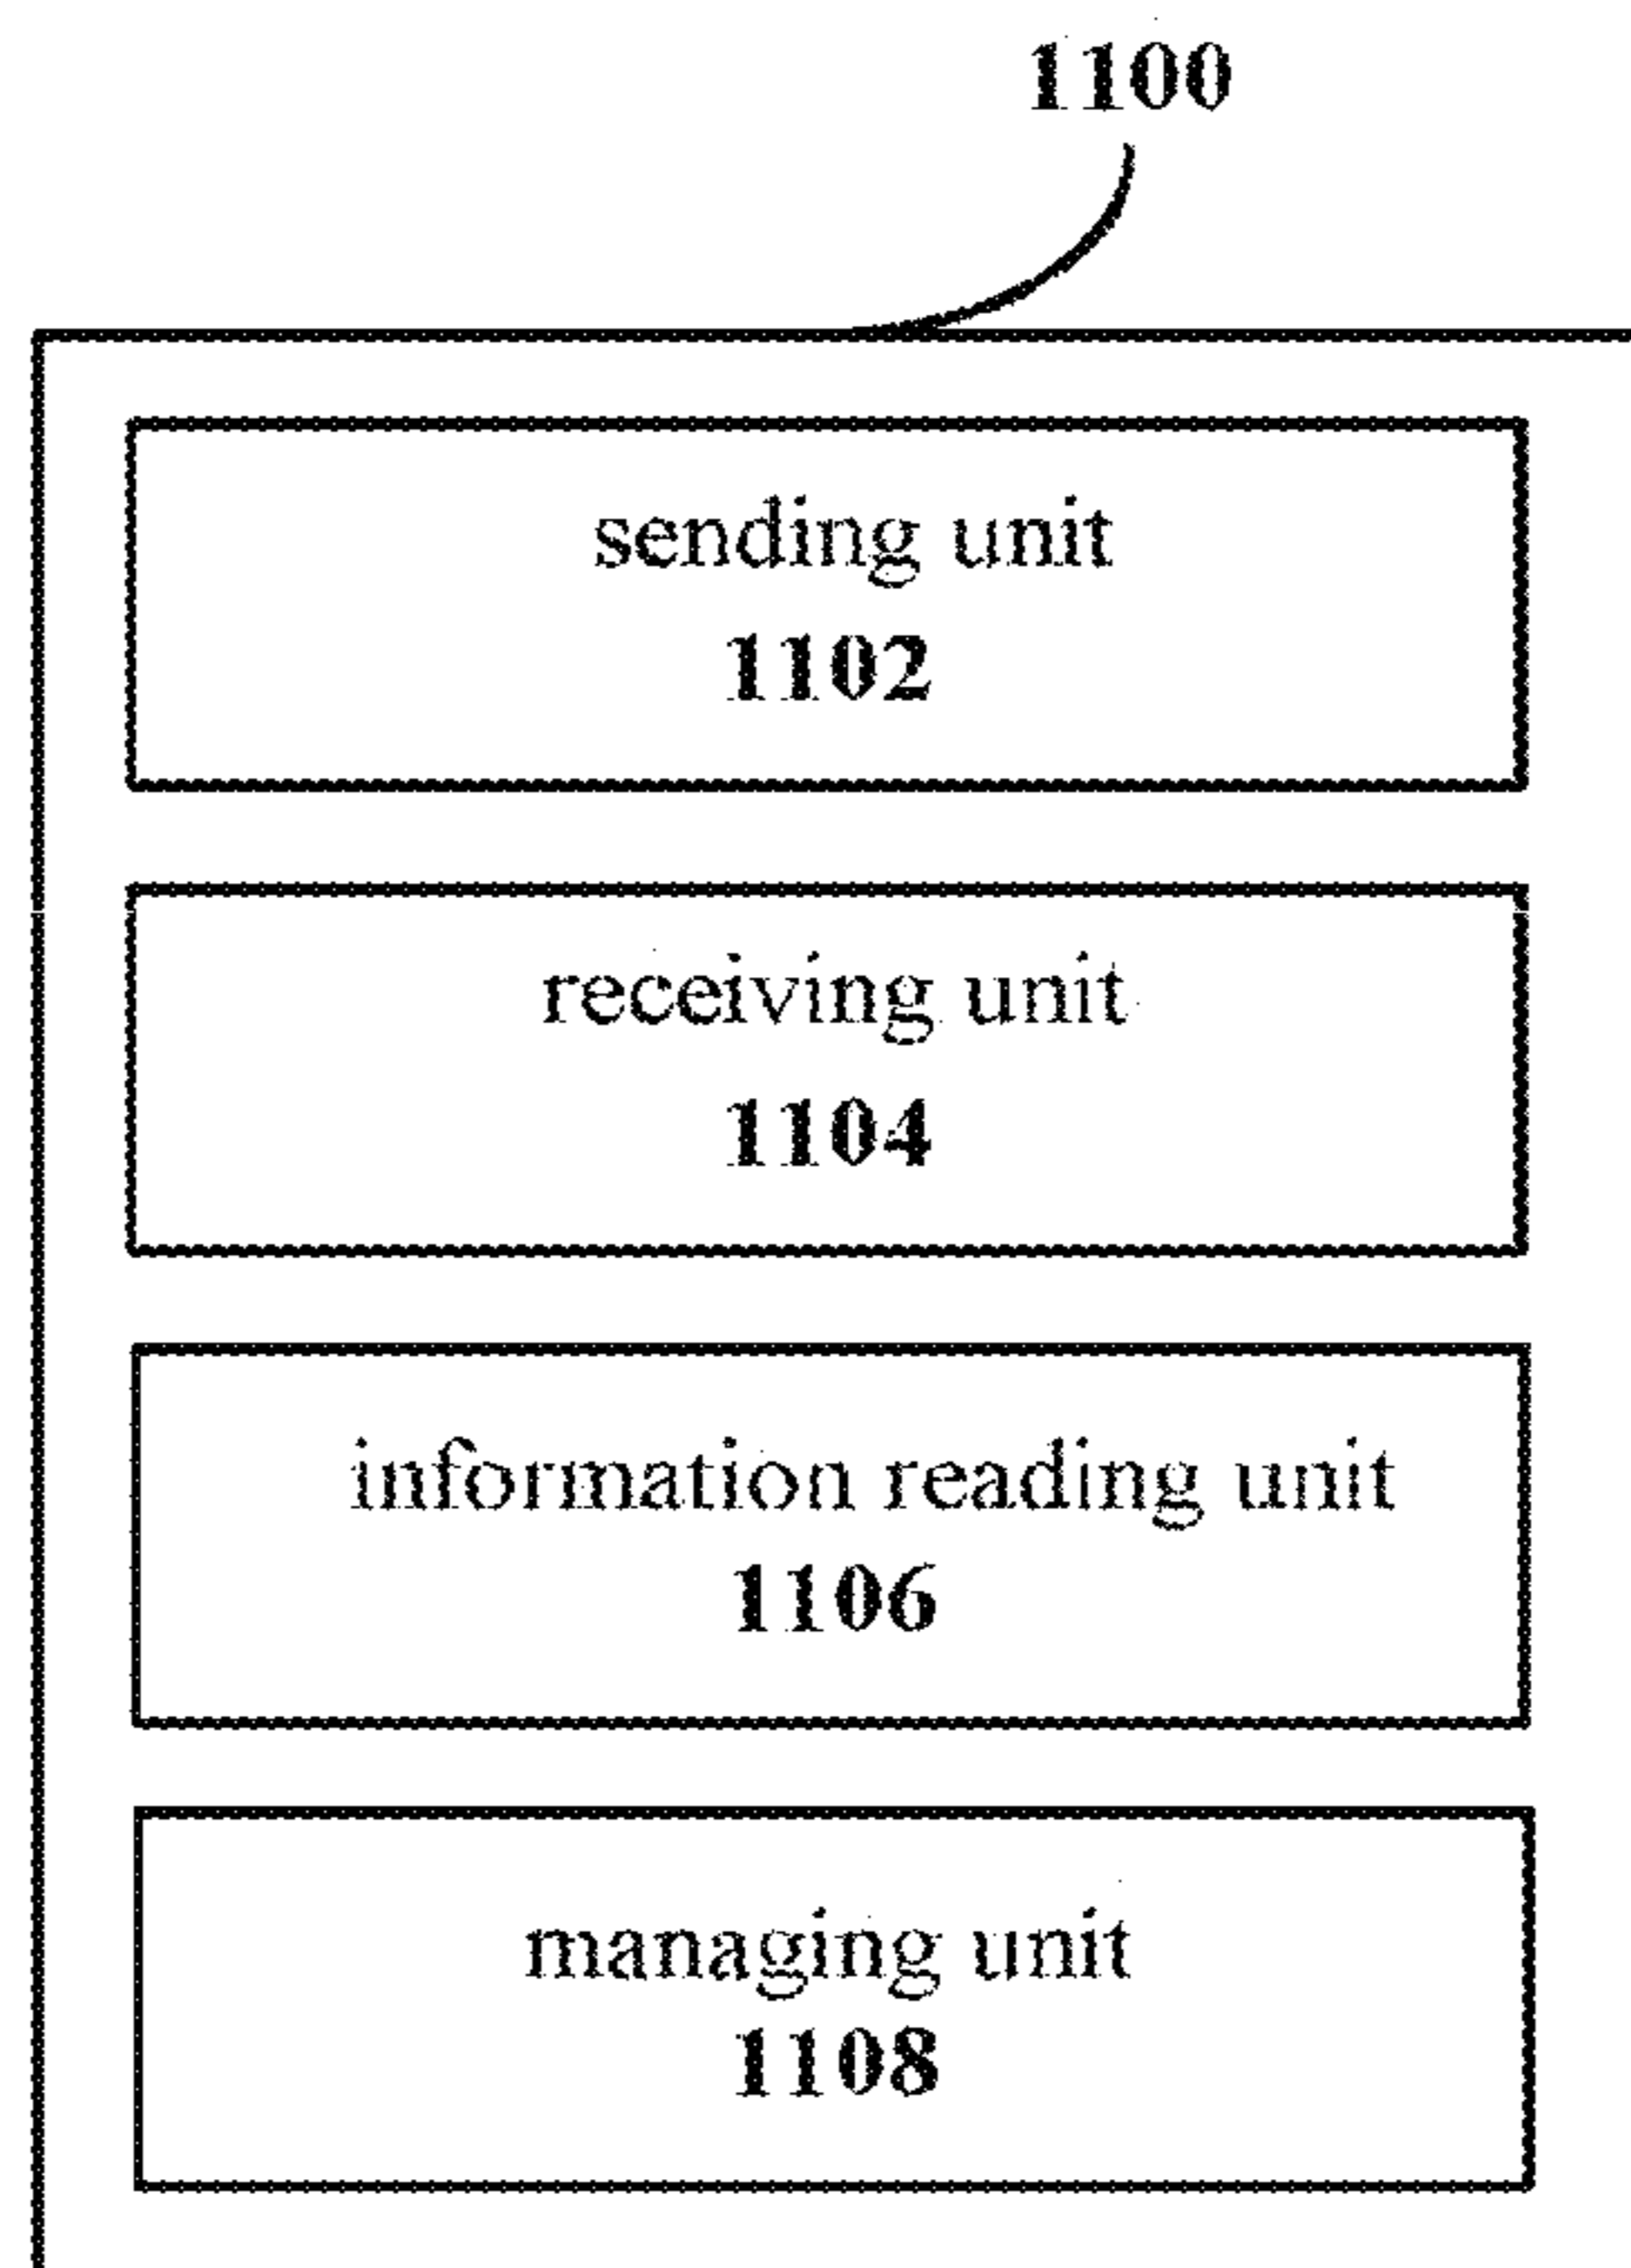 1100
sending unit
1102
receiving unit
1104
information reading unit
1106
managing unit
1108